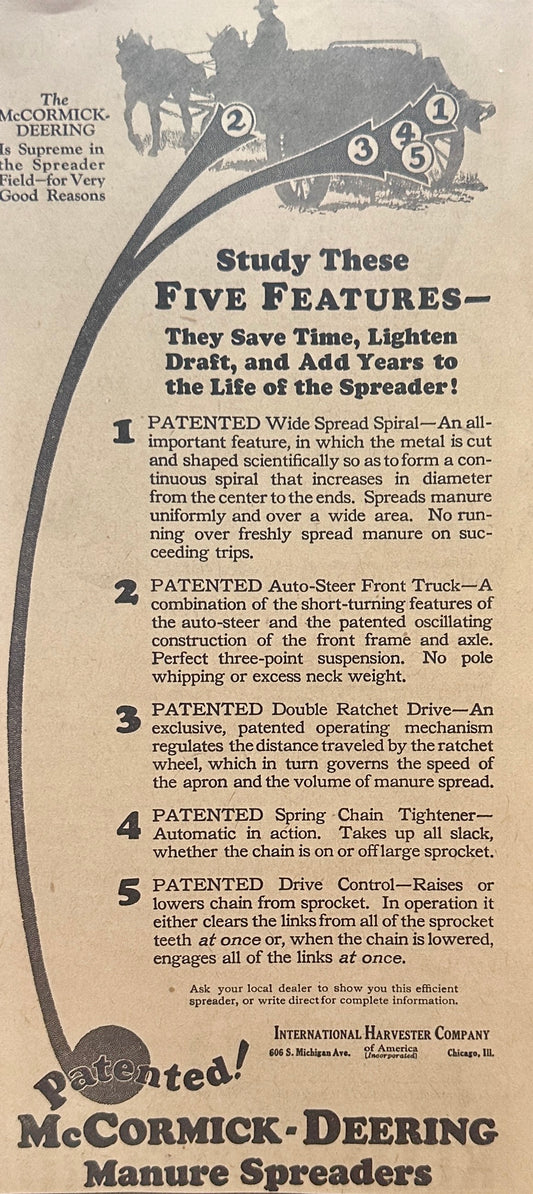 The
McCORMICK-
DEERING
Is Supreme in
the Spreader
Field—for Very
Good Reasons
2
1
4
3
5
Study These
FIVE FEATURES—
They Save Time, Lighten
Draft, and Add Years to
the Life of the Spreader!
1 PATENTED Wide Spread Spiral—An all-
important feature, in which the metal is cut
and shaped scientifically so as to form a con-
tinuous spiral that increases in diameter
from the center to the ends. Spreads manure
uniformly and over a wide area. No run-
ning over freshly spread manure on suc-
ceeding trips.
2 PATENTED Auto-Steer Front Truck—A
combination of the short-turning features of
the auto-steer and the patented oscillating
construction of the front frame and axle.
Perfect three-point suspension. No pole
whipping or excess neck weight.
3 PATENTED Double Ratchet Drive—An
exclusive, patented operating mechanism
regulates the distance traveled by the ratchet
wheel, which in turn governs the speed of
the apron and the volume of manure spread.
4 PATENTED Spring Chain Tightener—
Automatic in action. Takes up all slack,
whether the chain is on or off large sprocket.
5 PATENTED Drive Control—Raises or
lowers chain from sprocket. In operation it
either clears the links from all of the sprocket
teeth at once or, when the chain is lowered,
engages all of the links at once.
Ask your local dealer to show you this efficient
spreader, or write direct for complete information.
INTERNATIONAL HARVESTER COMPANY
606 S. Michigan Ave. of America (Incorporated) Chicago, Ill.
Patented!
McCORMICK-DEERING
Manure Spreaders